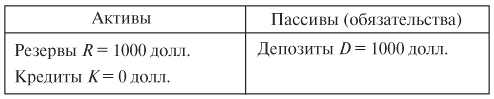 Активы
Пассивы (обязательства)
Резервы R = 1000 долл.
Депозиты D = 1000 долл.
Кредиты K = 0 долл.